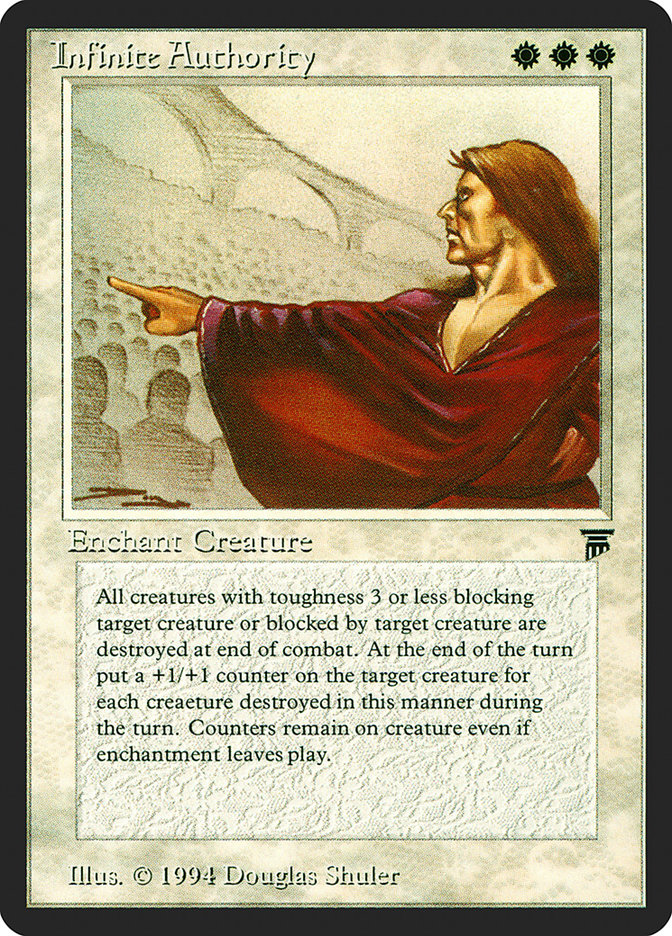 Infinite Authority
Enchant Creature
All creatures with toughness 3 or less blocking
target creature or blocked by target creature are
destroyed at end of combat. At the end of the turn
put a +1/+1 counter on the target creature for
each creaeture destroyed in this manner during
the turn. Counters remain on creature even if
enchantment leaves play.
Illus. © 1994 Douglas Shuler